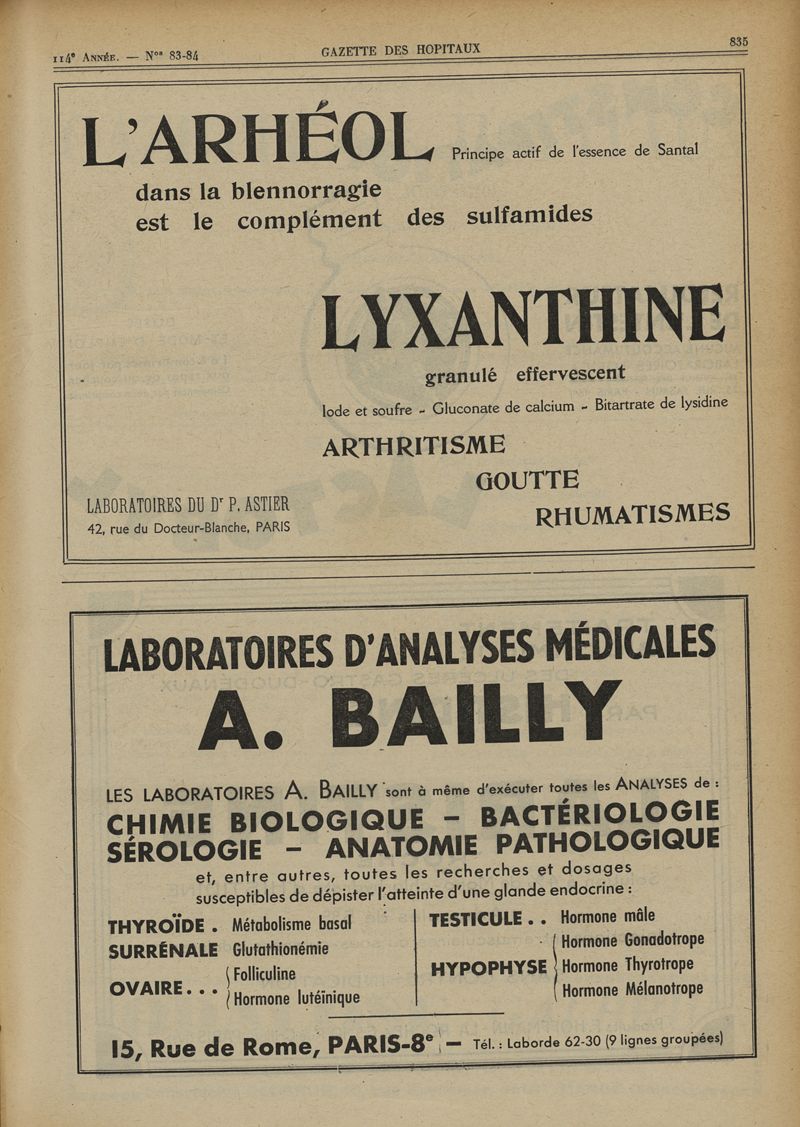 114e ANNÉE. — Nos 83-84
GAZETTE DES HOPITAUX
835
L'ARHÉOL Principe actif de l'essence de Santal
dans la blennorragie
est le complément des sulfamides
LYXANTHINE
granulé effervescent
Iode et soufre - Gluconate de calcium - Bitartrate de lysidine
ARTHRITISME
GOUTTE
RHUMATISMES
LABORATOIRES DU Dr P. ASTIER
42, rue du Docteur-Blanche, PARIS
LABORATOIRES D'ANALYSES MÉDICALES
A. BAILLY
LES LABORATOIRES A. BAILLY sont à même d'exécuter toutes les ANALYSES de :
CHIMIE BIOLOGIQUE – BACTÉRIOLOGIE
SÉROLOGIE – ANATOMIE PATHOLOGIQUE
et, entre autres, toutes les recherches et dosages
susceptibles de dépister l'atteinte d'une glande endocrine :
THYROÏDE . Métabolisme basal
SURRÉNALE Glutathionémie
OVAIRE. . . Folliculine
Hormone lutéïnique
TESTICULE . . Hormone mâle
Hormone Gonadotrope
HYPOPHYSE Hormone Thyrotrope
Hormone Mélanotrope
15, Rue de Rome, PARIS-8e — Tél. : Laborde 62-30 (9 lignes groupées)